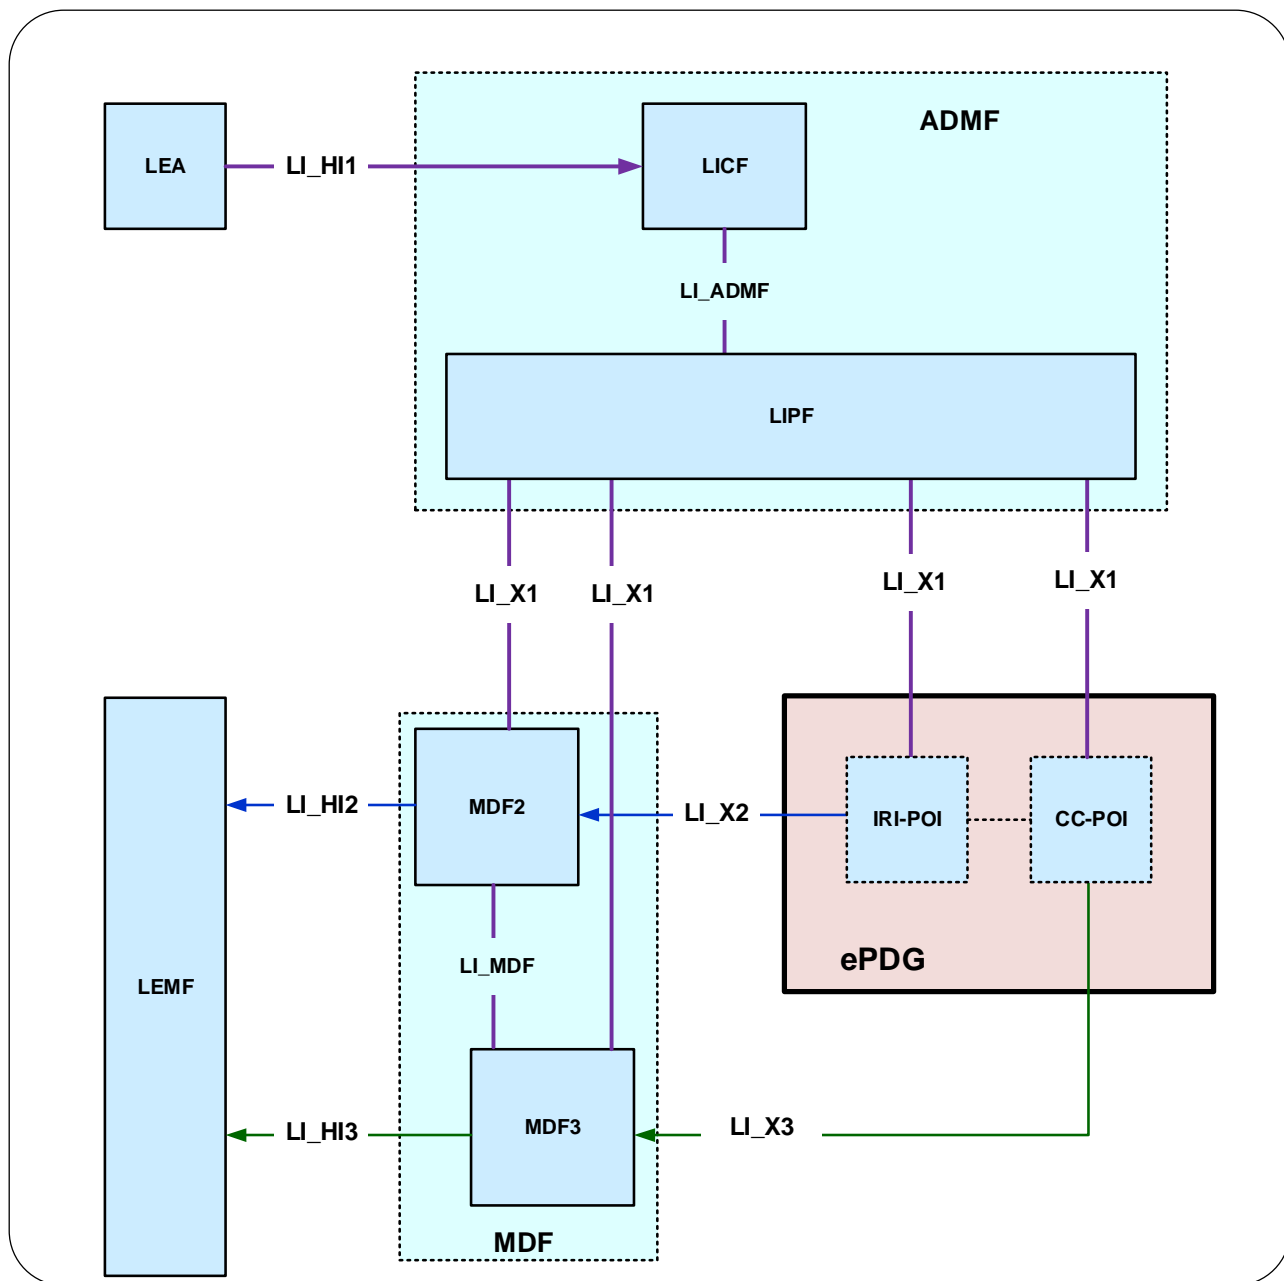 ADMF
LEA
LI_HI1
LICF
LI_ADMF
LIPF
LI_X1
LI_X1
LI_X1
LI_X1
LI_HI2
MDF2
LI_X2
IRI-POI
CC-POI
LI_MDF
ePDG
LEMF
LI_HI3
MDF3
LI_X3
MDF